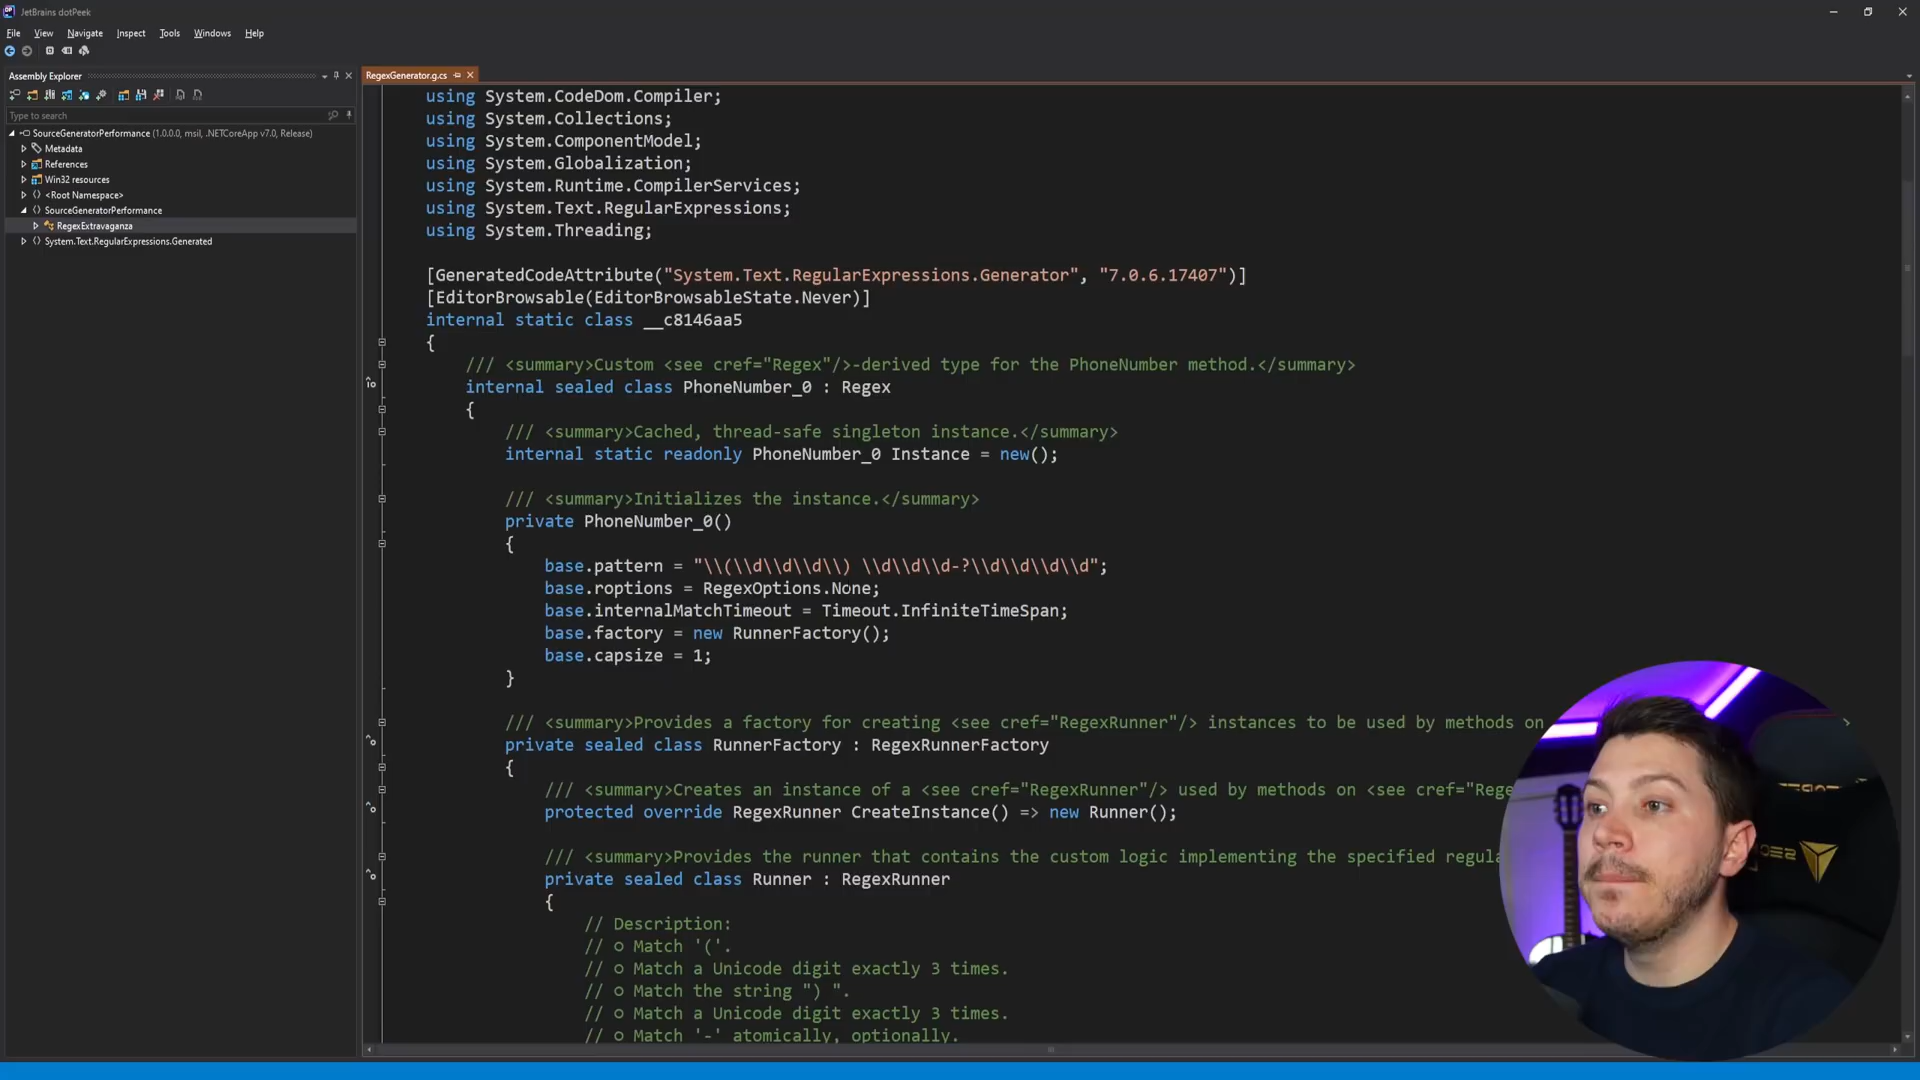 JetBrains dotPeek
File View Navigate Inspect Tools Windows Help
Assembly Explorer
Type to search
SourceGeneratorPerformance (1.0.0.0, msil, .NETCoreApp v7.0, Release)
Metadata
References
Win32 resources
<Root Namespace>
SourceGeneratorPerformance
RegexExtravaganza
System.Text.RegularExpressions.Generated
RegexGenerator.g.cs
using System.CodeDom.Compiler;
using System.Collections;
using System.ComponentModel;
using System.Globalization;
using System.Runtime.CompilerServices;
using System.Text.RegularExpressions;
using System.Threading;
[GeneratedCodeAttribute("System.Text.RegularExpressions.Generator", "7.0.6.17407")]
[EditorBrowsable(EditorBrowsableState.Never)]
internal static class __c8146aa5
{
/// <summary>Custom <see cref="Regex"/>-derived type for the PhoneNumber method.</summary>
internal sealed class PhoneNumber_0 : Regex
{
/// <summary>Cached, thread-safe singleton instance.</summary>
internal static readonly PhoneNumber_0 Instance = new();
/// <summary>Initializes the instance.</summary>
private PhoneNumber_0()
{
base.pattern = "\\(\\d\\d\\d\\) \\d\\d\\d-?\\d\\d\\d\\d";
base.roptions = RegexOptions.None;
base.internalMatchTimeout = Timeout.InfiniteTimeSpan;
base.factory = new RunnerFactory();
base.capsize = 1;
}
/// <summary>Provides a factory for creating <see cref="RegexRunner"/> instances to be used by methods on
private sealed class RunnerFactory : RegexRunnerFactory
{
/// <summary>Creates an instance of a <see cref="RegexRunner"/> used by methods on <see cref="Rege
protected override RegexRunner CreateInstance() => new Runner();
/// <summary>Provides the runner that contains the custom logic implementing the specified regula
private sealed class Runner : RegexRunner
{
// Description:
// ○ Match '('.
// ○ Match a Unicode digit exactly 3 times.
// ○ Match the string ") ".
// ○ Match a Unicode digit exactly 3 times.
// ○ Match '-' atomically, optionally.